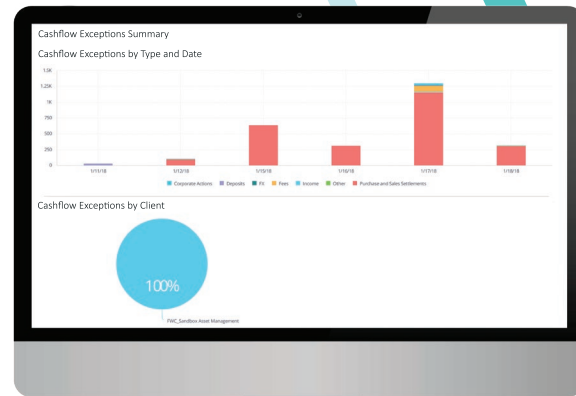 Cashflow Exceptions Summary
Cashflow Exceptions by Type and Date
1.5K
1.25K
1K
750
500
250
0
1/11/18 1/12/18 1/15/18 1/16/18 1/17/18 1/18/18
Corporate Actions Deposits FX Fees Income Other Purchase and Sales Settlements
Cashflow Exceptions by Client
100%
FWC_Sandbox Asset Management